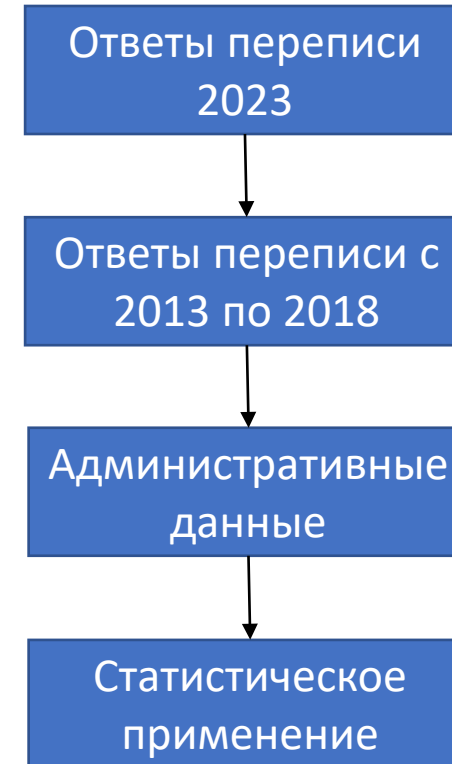 Ответы переписи
2023
Ответы переписи с
2013 по 2018
Административные
данные
Статистическое
применение